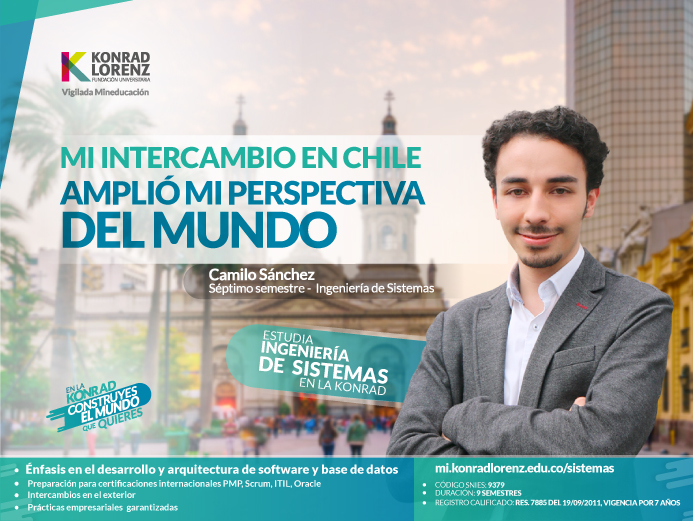 KONRAD
LORENZ
FUNDACIÓN UNIVERSITARIA
Vigilada Mineducación
MI INTERCAMBIO EN CHILE
AMPLIÓ MI PERSPECTIVA
DEL MUNDO
Camilo Sánchez
Séptimo semestre - Ingeniería de Sistemas
ESTUDIA
INGENIERÍA
DE SISTEMAS
EN LA KONRAD
EN LA
KONRAD
CONSTRUYES
EL MUNDO
QUE QUIERES
• Énfasis en el desarrollo y arquitectura de software y base de datos
• Preparación para certificaciones internacionales PMP, Scrum, ITIL, Oracle
• Intercambios en el exterior
• Prácticas empresariales garantizadas
mi.konradlorenz.edu.co/sistemas
• CÓDIGO SNIES: 9379
• DURACIÓN: 9 SEMESTRES
• REGISTRO CALIFICADO: RES. 7885 DEL 19/09/2011, VIGENCIA POR 7 AÑOS